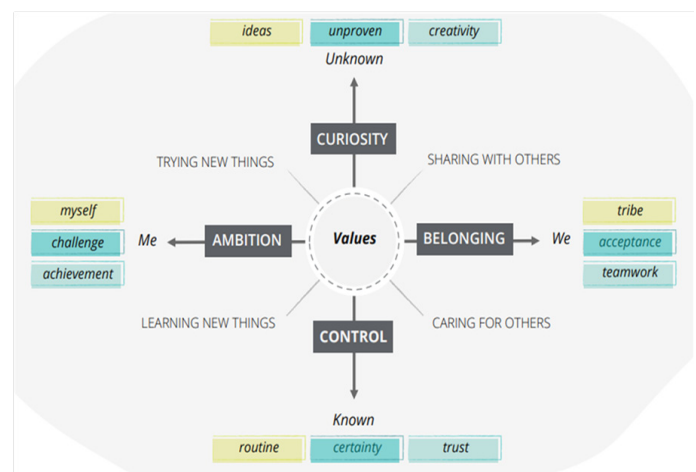 ideas unproven creativity
Unknown
CURIOSITY
TRYING NEW THINGS SHARING WITH OTHERS
myself tribe
challenge Me AMBITION Values BELONGING We acceptance
achievement teamwork
LEARNING NEW THINGS CARING FOR OTHERS
CONTROL
Known
routine certainty trust